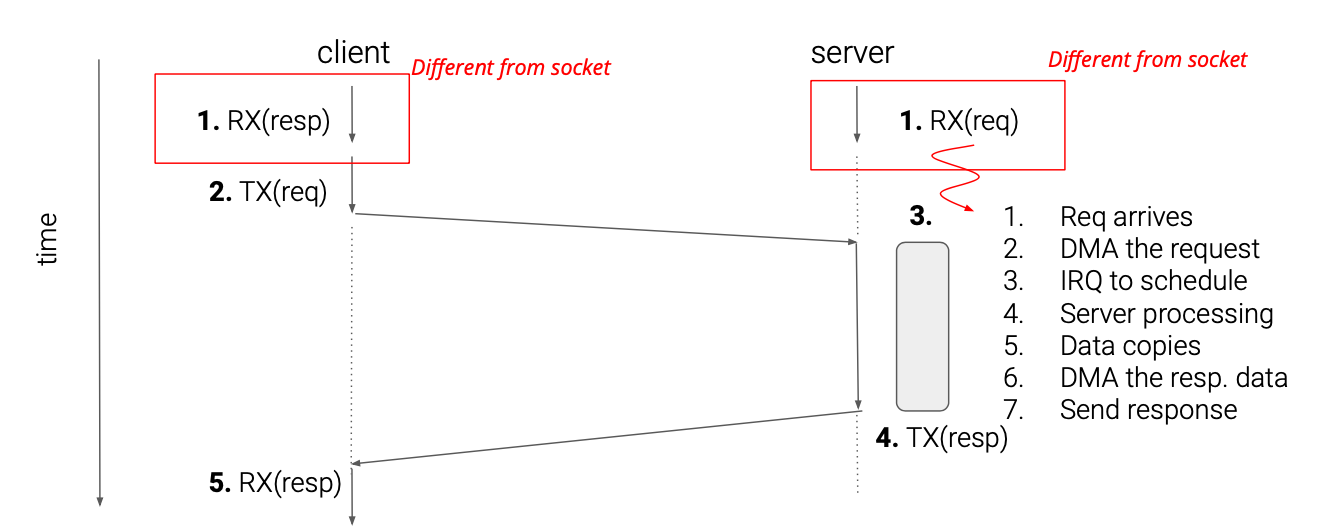 client
server
Different from socket
Different from socket
1. RX(resp)
1. RX(req)
2. TX(req)
time
3.
1. Req arrives
2. DMA the request
3. IRQ to schedule
4. Server processing
5. Data copies
6. DMA the resp. data
7. Send response
4. TX(resp)
5. RX(resp)